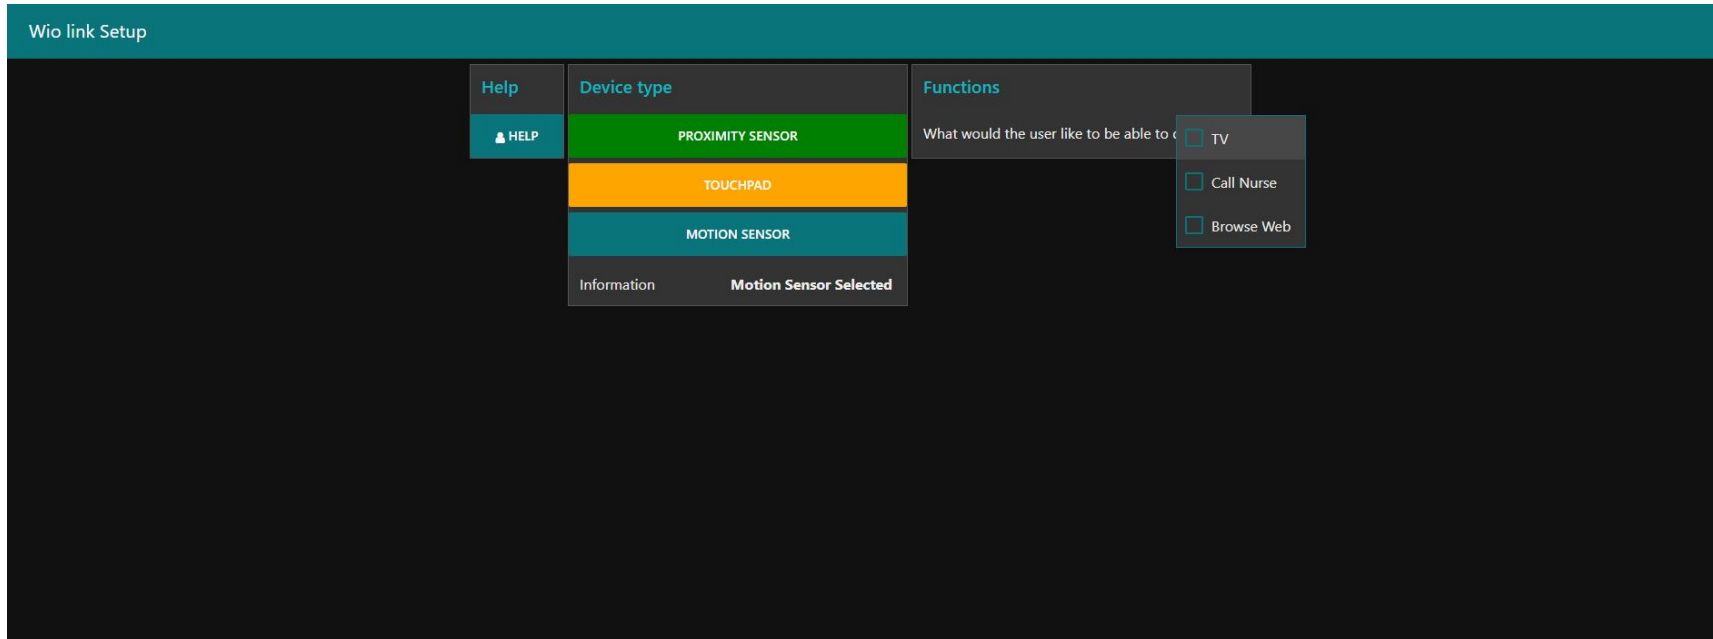 Wio link Setup
Help
HELP
Device type
PROXIMITY SENSOR
TOUCHPAD
MOTION SENSOR
Information Motion Sensor Selected
Functions
What would the user like to be able to
TV
Call Nurse
Browse Web